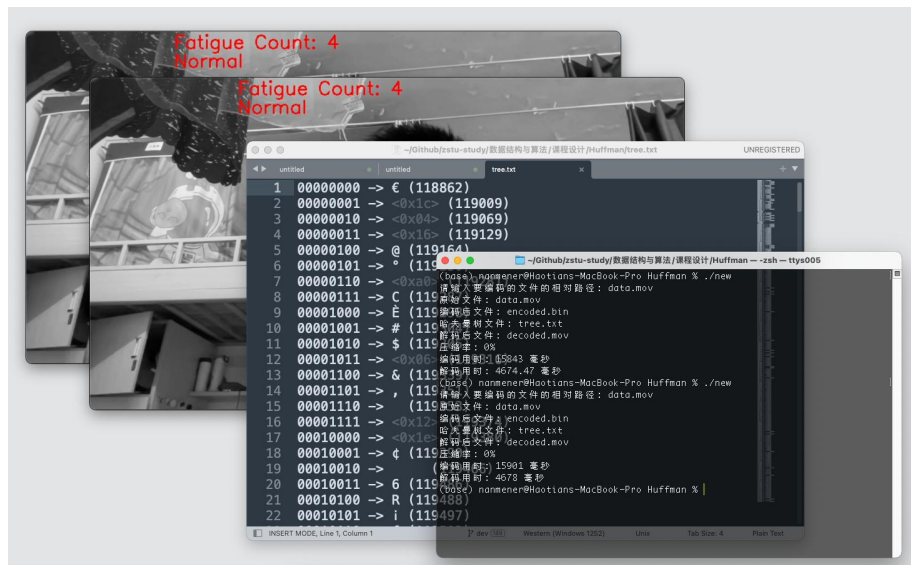 Fatigue Count: 4
Normal
Fatigue Count: 4
Normal
~/Github/zstu-study/数据结构与算法/课程设计/Huffman/tree.txt
UNREGISTERED
untitled
untitled
tree.txt
1 00000000 -> € (118862)
2 00000001 -> <0x1c> (119009)
3 00000010 -> <0x04> (119069)
4 00000011 -> <0x16> (119129)
5 00000100 -> @ (119164)
6 00000101 -> ° (119
7 00000110 -> <0xa0>
8 00000111 -> C (119
9 00001000 -> È (119
10 00001001 -> # (119
11 00001010 -> $ (119
12 00001011 -> <0x06>
13 00001100 -> & (119
14 00001101 -> , (119
15 00001110 -> (119
16 00001111 -> <0x12>
17 00010000 -> <0x1e>
18 00010001 -> ¢ (119
19 00010010 -> (
20 00010011 -> 6 (119486)
21 00010100 -> R (119488)
22 00010101 -> i (119497)
INSERT MODE, Line 1, Column 1
dev
Western (Windows 1252)
Unix
Tab Size: 4
Plain Text
~/Github/zstu-study/数据结构与算法/课程设计/Huffman — -zsh — ttys005
(base) nanmener@Haotians-MacBook-Pro Huffman % ./new
请输入要编码的文件的相对路径: data.mov
原始文件: data.mov
编码后文件: encoded.bin
哈夫曼树文件: tree.txt
解码后文件: decoded.mov
压缩率: 0%
编码用时: 15843 毫秒
解码用时: 4674.47 毫秒
(base) nanmener@Haotians-MacBook-Pro Huffman % ./new
请输入要编码的文件的相对路径: data.mov
原始文件: data.mov
编码后文件: encoded.bin
哈夫曼树文件: tree.txt
解码后文件: decoded.mov
压缩率: 0%
编码用时: 15901 毫秒
解码用时: 4678 毫秒
(base) nanmener@Haotians-MacBook-Pro Huffman %